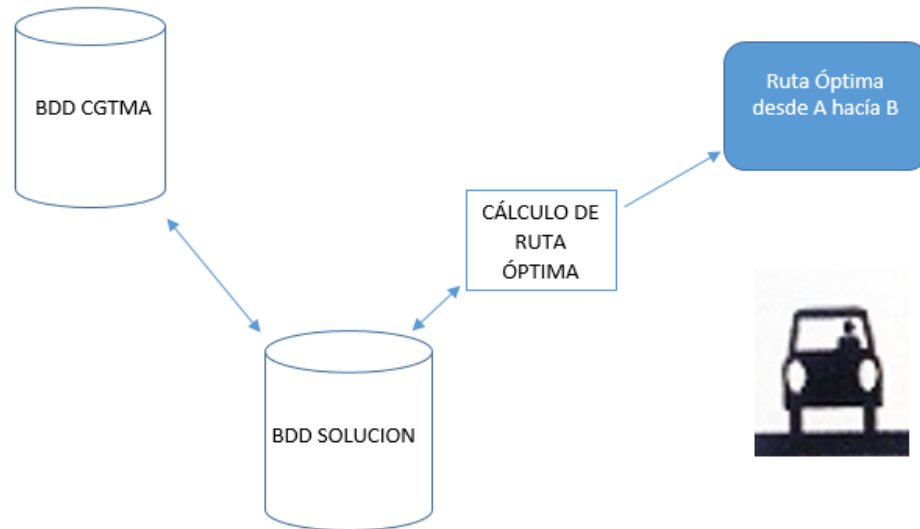 BDD CGTMA
Ruta Óptima
desde A hacía B
CÁLCULO DE
RUTA
ÓPTIMA
BDD SOLUCION